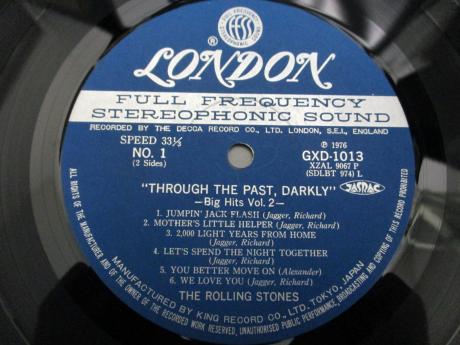 FULL FREQUENCY
STEREOPHONIC SOUND
ffss
LONDON
®
FULL FREQUENCY
STEREOPHONIC SOUND
RECORDED BY THE DECCA RECORD CO., LTD. LONDON, S.E.I., ENGLAND
SPEED 33⅓
NO. 1
(2 Sides)
Ⓟ 1976
GXD-1013
XZAL 9067 P
(SDLBT 974) L
JASRAC
"THROUGH THE PAST, DARKLY"
—Big Hits Vol. 2—
1. JUMPIN' JACK FLASH (Jagger, Richard)
2. MOTHER'S LITTLE HELPER (Jagger, Richard)
3. 2,000 LIGHT YEARS FROM HOME
(Jagger, Richard)
4. LET'S SPEND THE NIGHT TOGETHER
(Jagger, Richard)
5. YOU BETTER MOVE ON (Alexander)
6. WE LOVE YOU (Jagger, Richard)
THE ROLLING STONES
MANUFACTURED BY KING RECORD CO., LTD. TOKYO, JAPAN
ALL RIGHTS OF THE MANUFACTURER AND OF THE OWNER OF THE RECORDED WORK RESERVED, UNAUTHORISED PUBLIC PERFORMANCE, BROADCASTING AND COPYING OF THIS RECORD PROHIBITED.